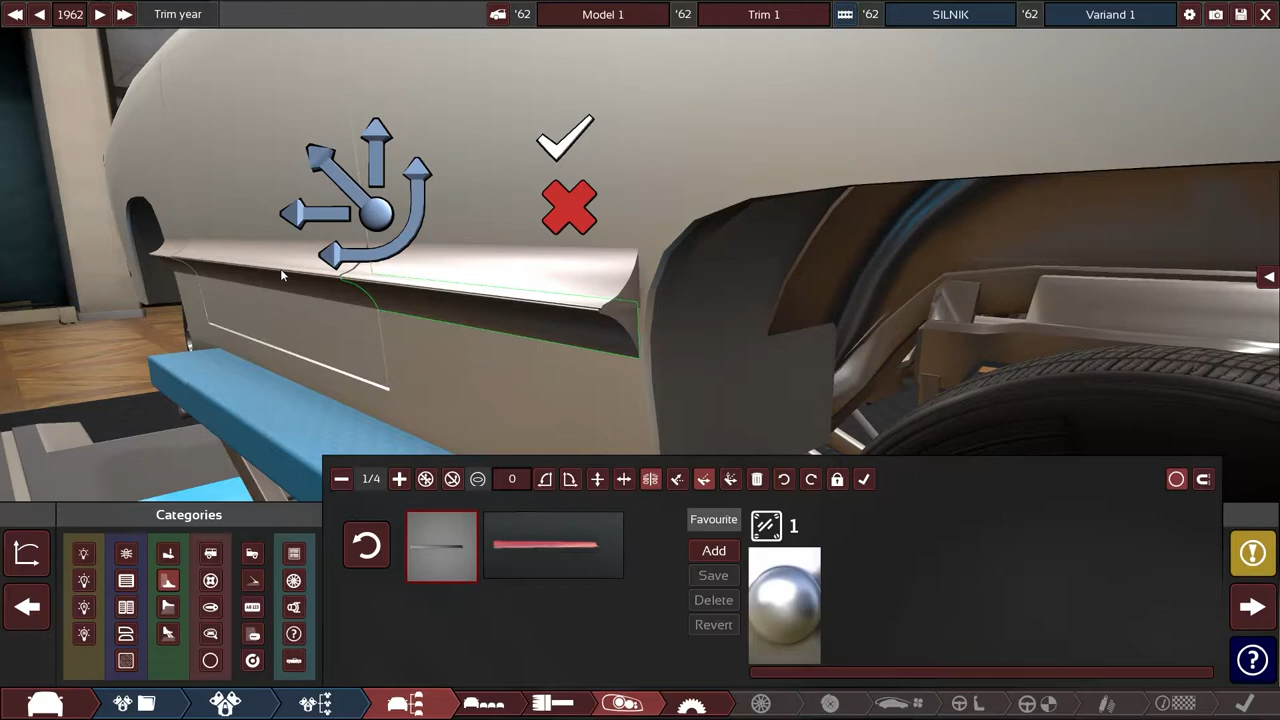 1962
Trim year
'62
Model 1
'62
Trim 1
'62
SILNIK
'62
Variand 1
1/4
0
Categories
Favourite
Add
Save
Delete
Revert
1